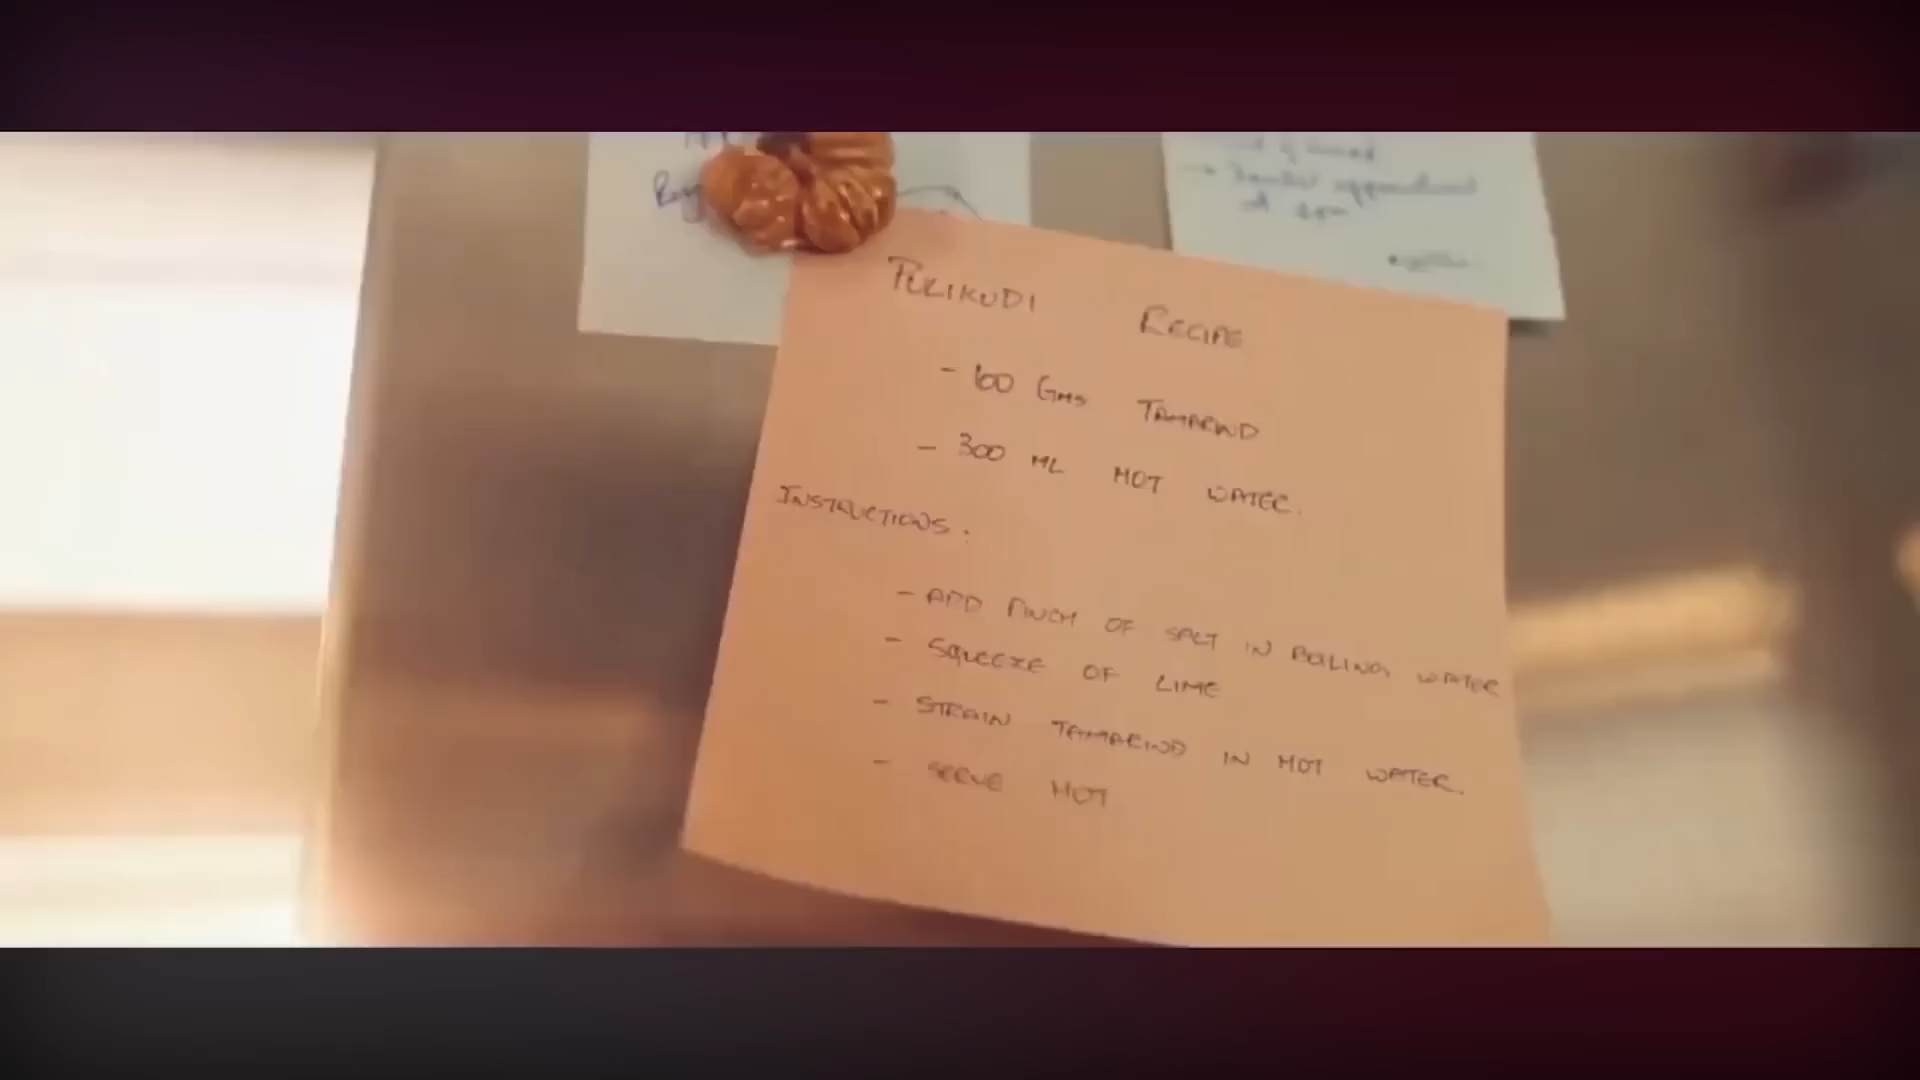 PULIKUDI RECIPE
- 100 GMS TAMARIND
- 300 ML HOT WATER.
INSTRUCTIONS:
- ADD PINCH OF SALT IN BOILING WATER
- SQUEEZE OF LIME
- STRAIN TAMARIND IN HOT WATER.
- SERVE HOT